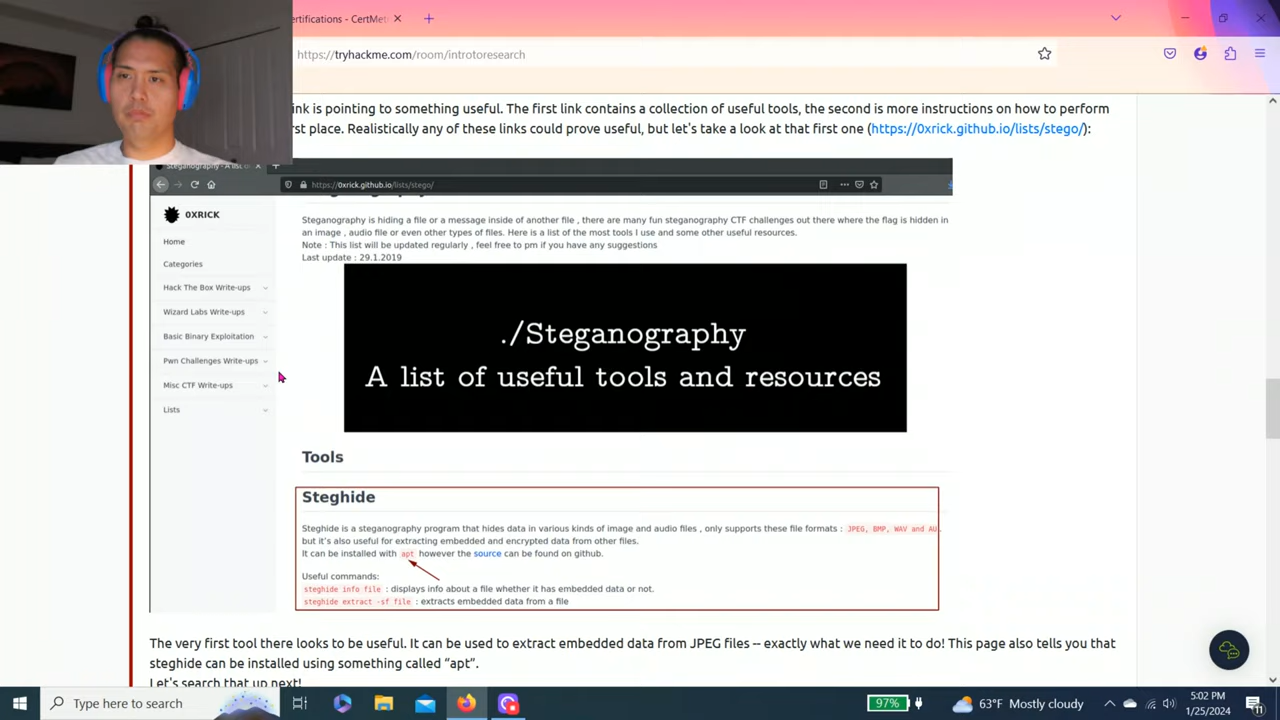 ertifications - CertMet
https://tryhackme.com/room/introtoresearch
ink is pointing to something useful. The first link contains a collection of useful tools, the second is more instructions on how to perform
rst place. Realistically any of these links could prove useful, but let's take a look at that first one (https://0xrick.github.io/lists/stego/):
https://0xrick.github.io/lists/stego/
0XRICK
Home
Categories
Hack The Box Write-ups
Wizard Labs Write-ups
Basic Binary Exploitation
Pwn Challenges Write-ups
Misc CTF Write-ups
Lists
Steganography is hiding a file or a message inside of another file , there are many fun steganography CTF challenges out there where the flag is hidden in
an image , audio file or even other types of files. Here is a list of the most tools I use and some other useful resources.
Note : This list will be updated regularly , feel free to pm if you have any suggestions
Last update : 29.1.2019
./Steganography
A list of useful tools and resources
Tools
Steghide
Steghide is a steganography program that hides data in various kinds of image and audio files , only supports these file formats : JPEG, BMP, WAV and AU.
but it's also useful for extracting embedded and encrypted data from other files.
It can be installed with apt however the source can be found on github.
Useful commands:
steghide info file : displays info about a file whether it has embedded data or not.
steghide extract -sf file : extracts embedded data from a file
The very first tool there looks to be useful. It can be used to extract embedded data from JPEG files -- exactly what we need it to do! This page also tells you that
steghide can be installed using something called “apt”.
Let's search that up next!
Type here to search
97%
63°F Mostly cloudy
5:02 PM
1/25/2024
11